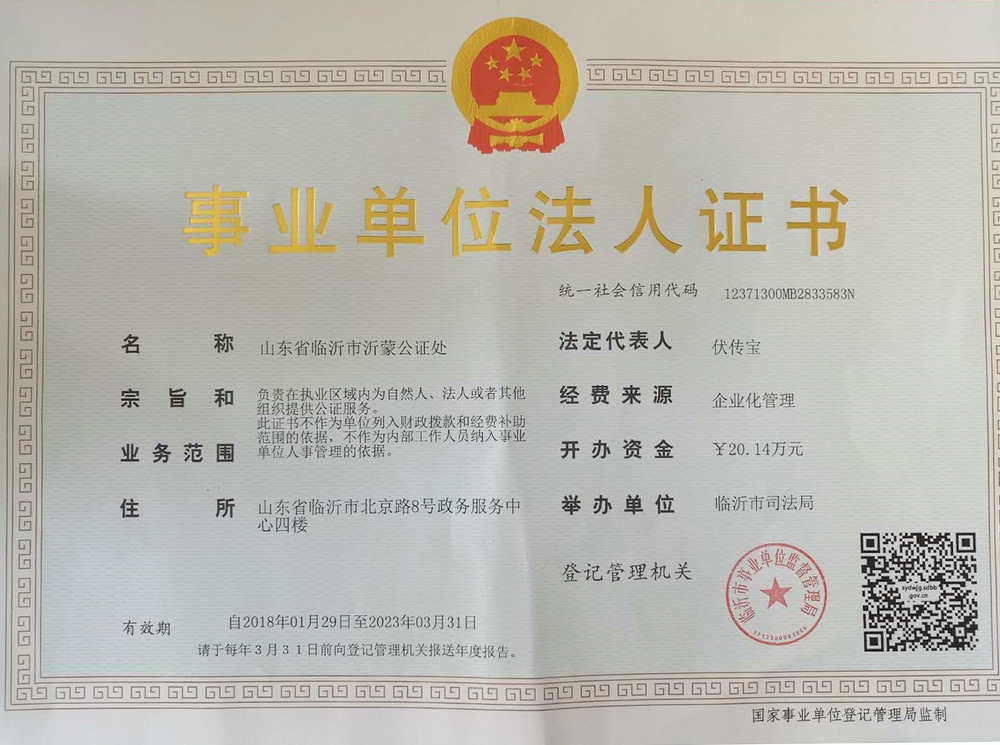 事业单位法人证书
统一社会信用代码 12371300MB2833583N
名称 山东省临沂市沂蒙公证处
法定代表人 伏传宝
宗旨和
业务范围
负责在执业区域内为自然人、法人或者其他
组织提供公证服务。
此证书不作为单位列入财政拨款和经费补助
范围的依据，不作为内部工作人员纳入事业
单位人事管理的依据。
经费来源 企业化管理
开办资金 ￥20.14万元
住所 山东省临沂市北京路8号政务服务中
心四楼
举办单位 临沂市司法局
登记管理机关
临沂市事业单位监督管理局
sydwjg.sdbb
.gov.cn
有效期 自2018年01月29日至2023年03月31日
请于每年3月31日前向登记管理机关报送年度报告。
国家事业单位登记管理局监制